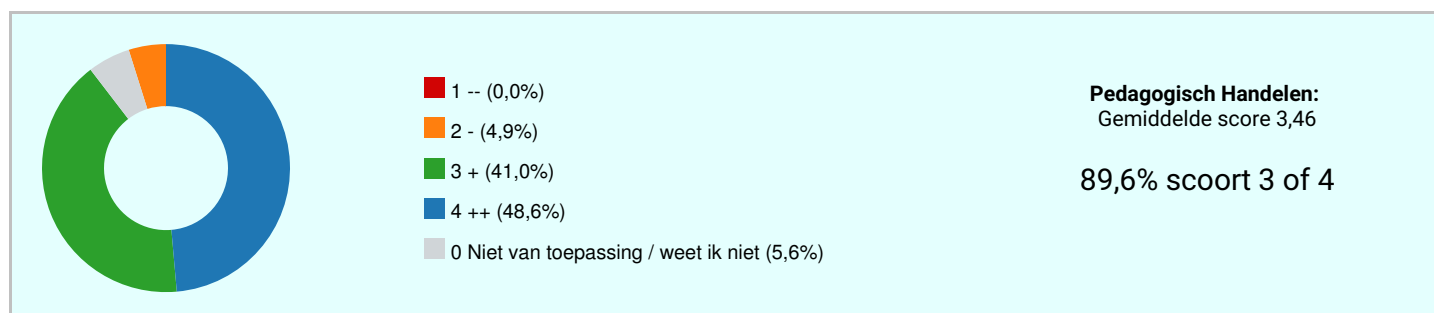 1 -- (0,0%)
2 - (4,9%)
3 + (41,0%)
4 ++ (48,6%)
0 Niet van toepassing / weet ik niet (5,6%)
Pedagogisch Handelen:
Gemiddelde score 3,46
89,6% scoort 3 of 4